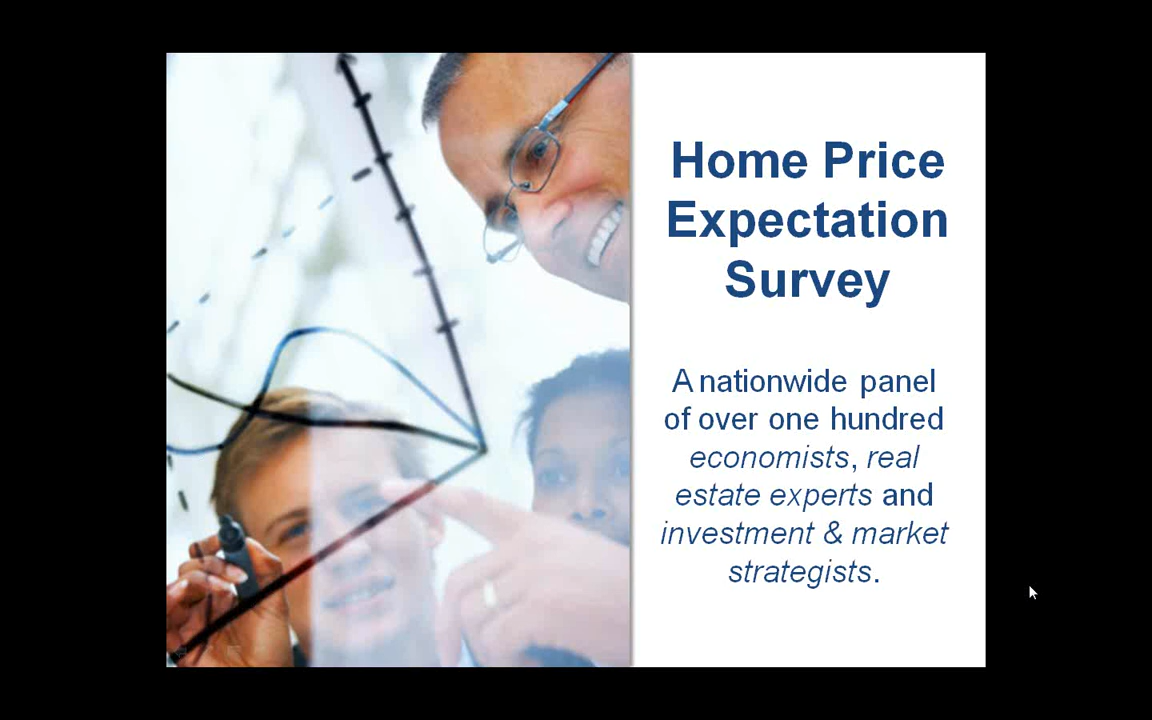 Home Price
Expectation
Survey
A nationwide panel
of over one hundred
economists, real
estate experts and
investment & market
strategists.